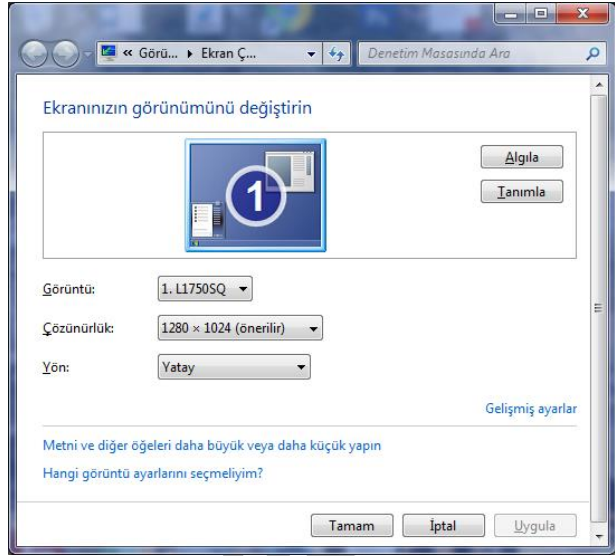 « Görü... ▸ Ekran Ç...
Denetim Masasında Ara
Ekranınızın görünümünü değiştirin
1
Algıla
Tanımla
Görüntü: 1. L1750SQ
Çözünürlük: 1280 × 1024 (önerilir)
Yön: Yatay
Gelişmiş ayarlar
Metni ve diğer öğeleri daha büyük veya daha küçük yapın
Hangi görüntü ayarlarını seçmeliyim?
Tamam İptal Uygula